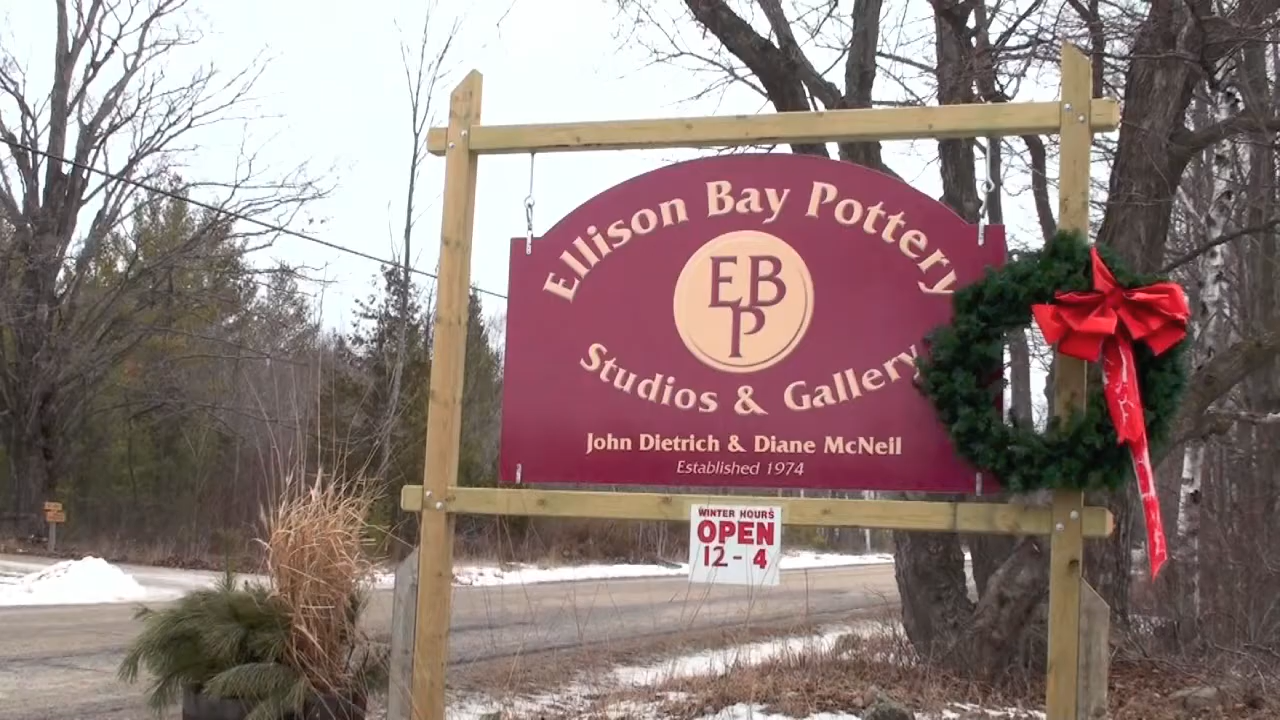 Ellison Bay Pottery
EBP
Studios & Gallery
John Dietrich & Diane McNeil
Established 1974
WINTER HOURS
OPEN
12 - 4